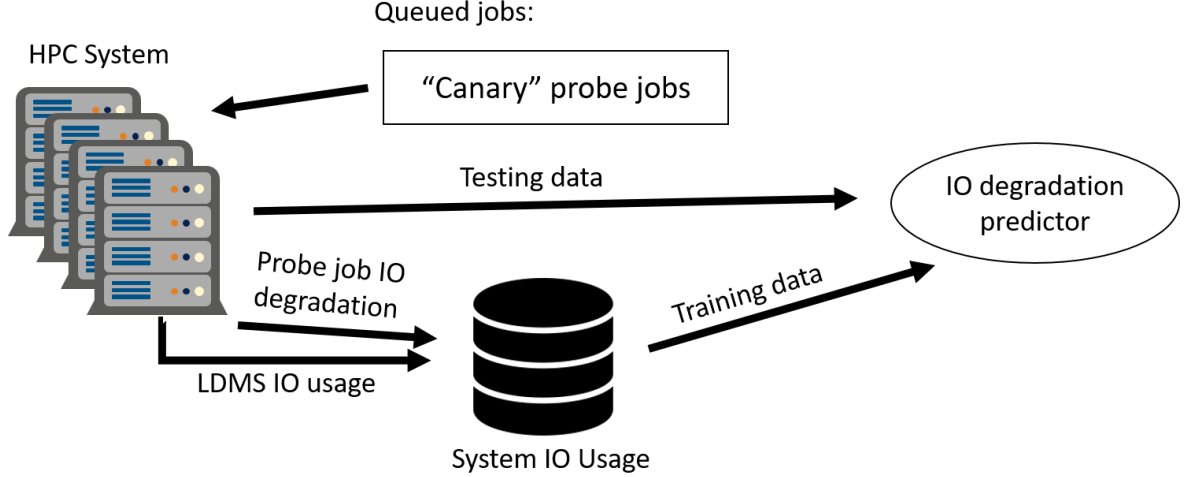 Queued jobs:
HPC System
“Canary” probe jobs
Testing data
IO degradation
predictor
Probe job IO
degradation
Training data
LDMS IO usage
System IO Usage